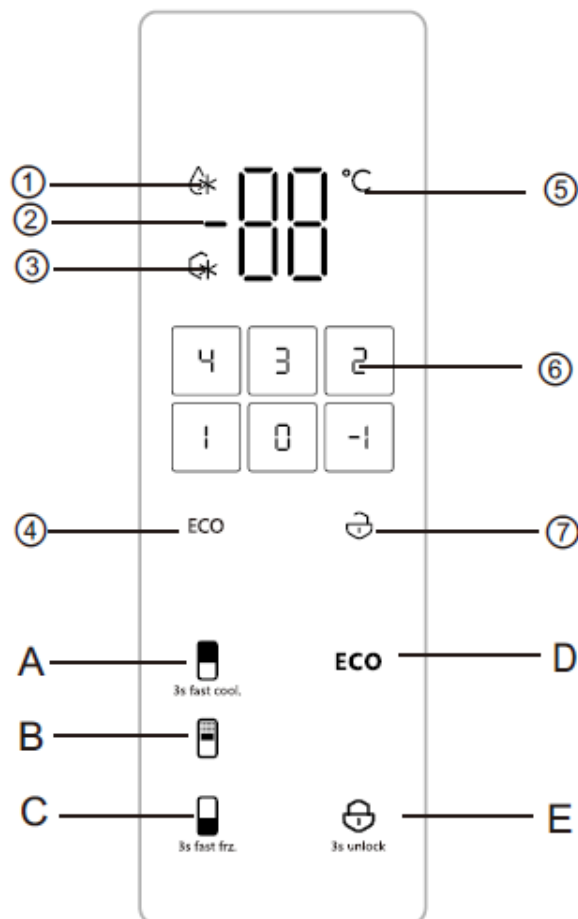 ①
②
-88
°C
③
⑤
4 3 2
⑥
1 0 -1
④ ECO
⑦
A
3s fast cool.
ECO D
B
C
3s fast frz.
E
3s unlock